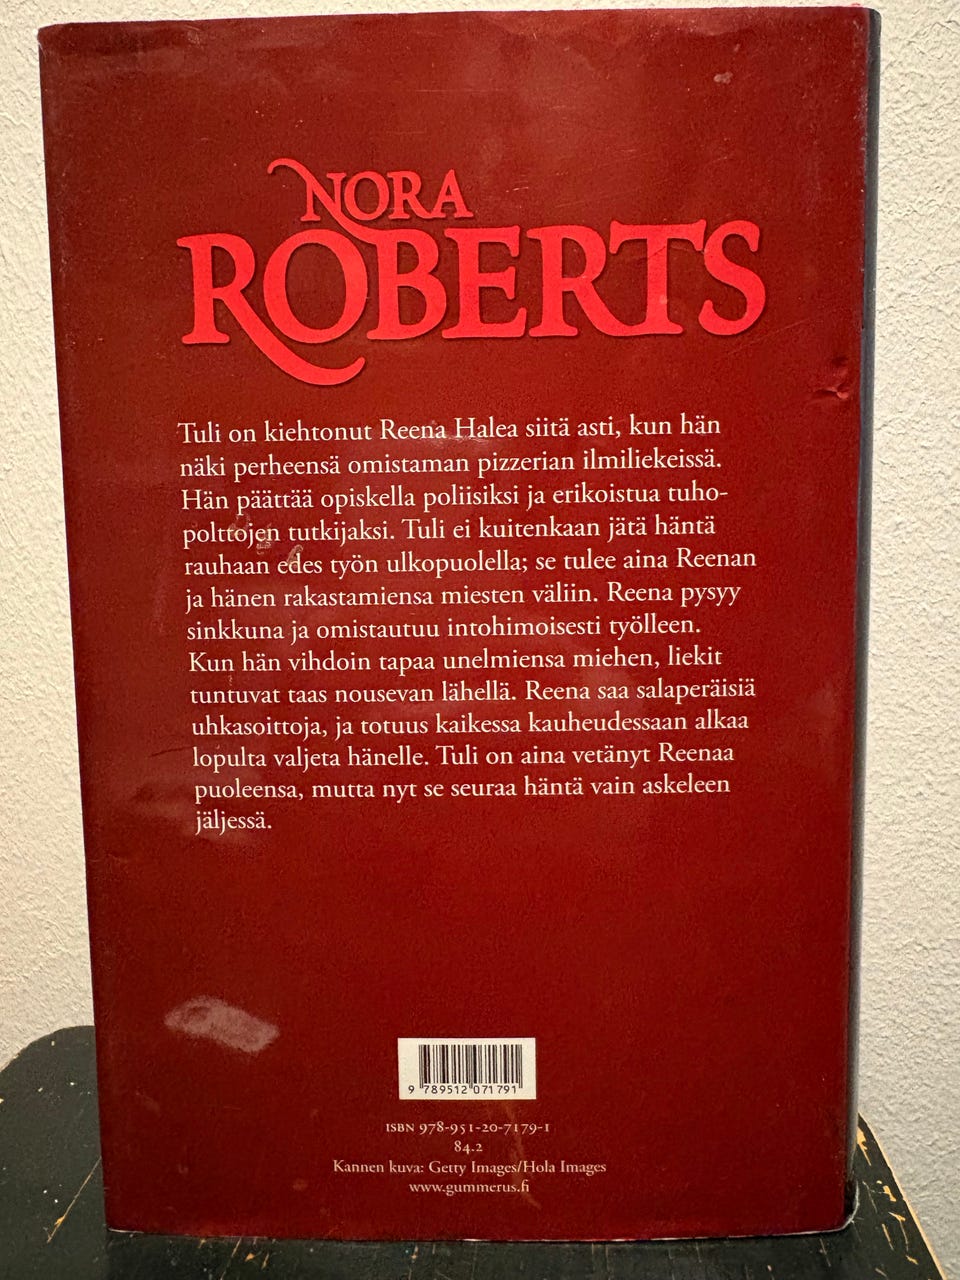 NORA
ROBERTS
Tuli on kiehtonut Reena Halea siitä asti, kun hän
näki perheensä omistaman pizzerian ilmiliekeissä.
Hän päättää opiskella poliisiksi ja erikoistua tuho-
polttojen tutkijaksi. Tuli ei kuitenkaan jätä häntä
rauhaan edes työn ulkopuolella; se tulee aina Reenan
ja hänen rakastamiensa miesten väliin. Reena pysyy
sinkkuna ja omistautuu intohimoisesti työlleen.
Kun hän vihdoin tapaa unelmiensa miehen, liekit
tuntuvat taas nousevan lähellä. Reena saa salaperäisiä
uhkasoittoja, ja totuus kaikessa kauheudessaan alkaa
lopulta valjeta hänelle. Tuli on aina vetänyt Reenaa
puoleensa, mutta nyt se seuraa häntä vain askeleen
jäljessä.
9 789512 071791
ISBN 978-951-20-7179-1
84.2
Kannen kuva: Getty Images/Hola Images
www.gummerus.fi